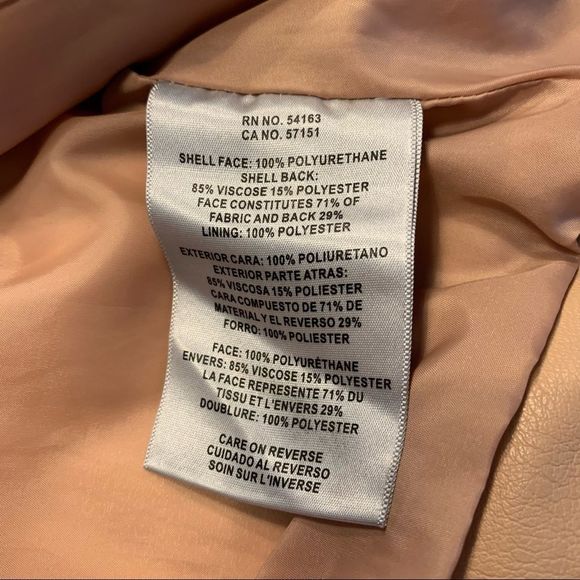 RN NO. 54163
CA NO. 57151
SHELL FACE: 100% POLYURETHANE
SHELL BACK:
85% VISCOSE 15% POLYESTER
FACE CONSTITUTES 71% OF
FABRIC AND BACK 29%
LINING: 100% POLYESTER
EXTERIOR CARA: 100% POLIURETANO
EXTERIOR PARTE ATRAS:
85% VISCOSA 15% POLIESTER
CARA COMPUESTO DE 71% DE
MATERIAL Y EL REVERSO 29%
FORRO: 100% POLIESTER
FACE: 100% POLYURÉTHANE
ENVERS: 85% VISCOSE 15% POLYESTER
LA FACE REPRESENTE 71% DU
TISSU ET L'ENVERS 29%
DOUBLURE: 100% POLYESTER
CARE ON REVERSE
CUIDADO AL REVERSO
SOIN SUR L'INVERSE